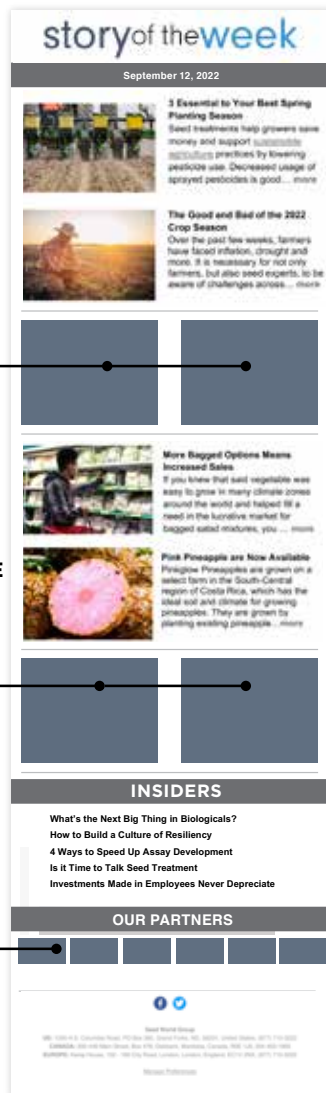 story of the week
September 12, 2022
3 Essential to Your Best Spring
Planting Season
Seed treatments help growers save
money and support sustainable
agriculture practices by lowering
pesticide use. Decreased usage of
sprayed pesticides is good... more
The Good and Bad of the 2022
Crop Season
Over the past few weeks, farmers
have faced inflation, drought and
more. It is necessary for not only
farmers, but also seed experts, to be
aware of challenges across... more
More Bagged Options Means
Increased Sales
If you knew that said vegetable was
easy to grow in many climate zones
around the world and helped fill a
need in the lucrative market for
bagged salad mixtures, you ... more
E
Pink Pineapple are Now Available
Pinkglow Pineapples are grown on a
select farm in the South-Central
region of Costa Rica, which has the
ideal soil and climate for growing
pineapples. They are grown by
planting existing pineapple... more
INSIDERS
What's the Next Big Thing in Biologicals?
How to Build a Culture of Resiliency
4 Ways to Speed Up Assay Development
Is it Time to Talk Seed Treatment
Investments Made in Employees Never Depreciate
OUR PARTNERS
Seed World Group
Manage Preferences